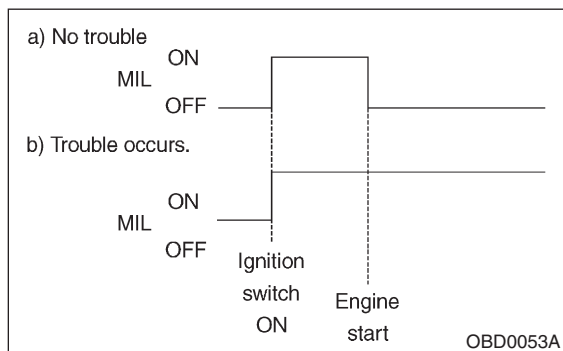 a) No trouble
ON
MIL
OFF
b) Trouble occurs.
ON
MIL
OFF
Ignition
switch
ON
Engine
start
OBD0053A